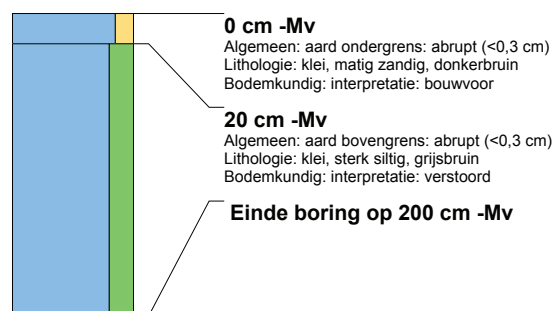 0 cm -Mv
Algemeen: aard ondergrens: abrupt (<0,3 cm)
Lithologie: klei, matig zandig, donkerbruin
Bodemkundig: interpretatie: bouwvoor
20 cm -Mv
Algemeen: aard bovengrens: abrupt (<0,3 cm)
Lithologie: klei, sterk siltig, grijsbruin
Bodemkundig: interpretatie: verstoord
Einde boring op 200 cm -Mv